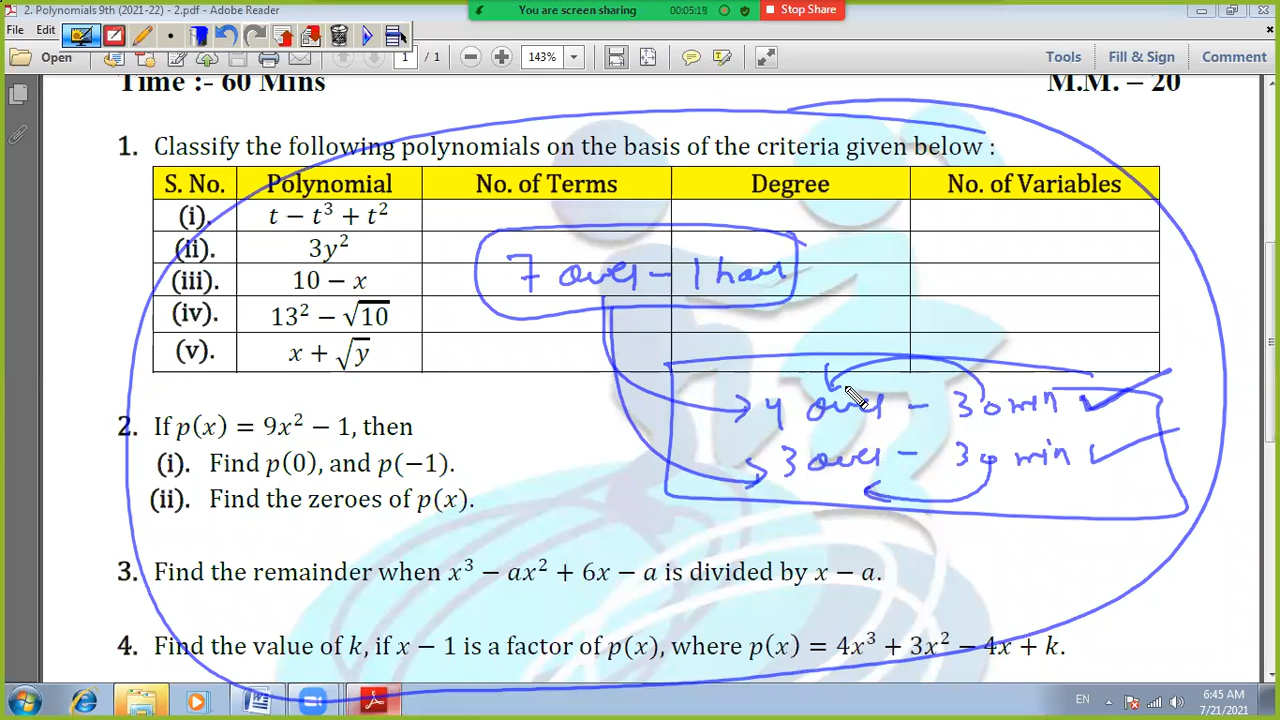 2. Polynomials 9th (2021-22) - 2.pdf - Adobe Reader
You are screen sharing
00:05:19
Stop Share
File
Open
1 / 1
143%
Tools
Fill & Sign
Comment
Time :- 60 Mins
M.M. – 20
1. Classify the following polynomials on the basis of the criteria given below :
S. No. Polynomial No. of Terms Degree No. of Variables
(i). t − t³ + t²
(ii). 3y²
(iii). 10 − x
(iv). 13² − √10
(v). x + √y
7 over – 1 hour
4 over – 30 min
3 over – 30 min
2. If p(x) = 9x² − 1, then
(i). Find p(0), and p(−1).
(ii). Find the zeroes of p(x).
3. Find the remainder when x³ − ax² + 6x − a is divided by x − a.
4. Find the value of k, if x − 1 is a factor of p(x), where p(x) = 4x³ + 3x² − 4x + k.
EN
6:45 AM
7/21/2021